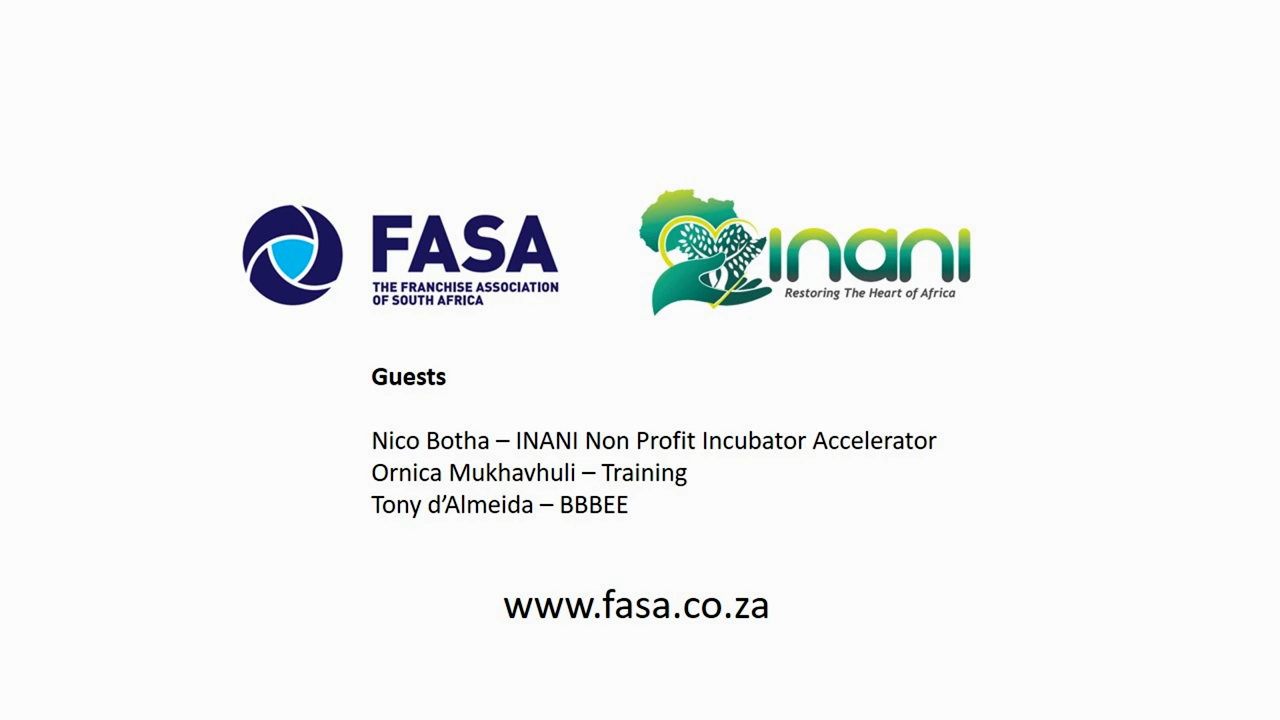 FASA
THE FRANCHISE ASSOCIATION
OF SOUTH AFRICA
inani
Restoring The Heart of Africa
Guests
Nico Botha – INANI Non Profit Incubator Accelerator
Ornica Mukhavhuli – Training
Tony d’Almeida – BBBEE
www.fasa.co.za